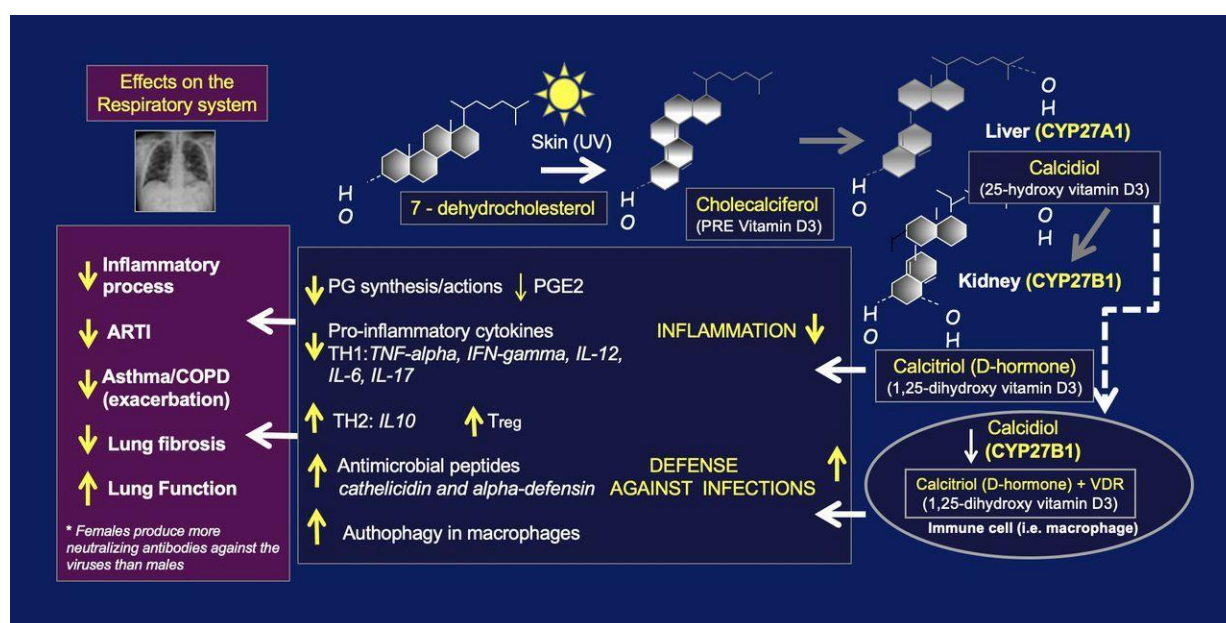 Effects on the
Respiratory system
Skin (UV)
H
O
7 - dehydrocholesterol
H
O
Cholecalciferol
(PRE Vitamin D3)
O
H
Liver (CYP27A1)
H
O
Calcidiol
(25-hydroxy vitamin D3)
O
H
Kidney (CYP27B1)
H
O
O
H
Calcitriol (D-hormone)
(1,25-dihydroxy vitamin D3)
Calcidiol
(CYP27B1)
Calcitriol (D-hormone) + VDR
(1,25-dihydroxy vitamin D3)
Immune cell (i.e. macrophage)
PG synthesis/actions ↓ PGE2
Pro-inflammatory cytokines
TH1: TNF-alpha, IFN-gamma, IL-12,
IL-6, IL-17
INFLAMMATION
TH2: IL10
Treg
Antimicrobial peptides
cathelicidin and alpha-defensin
DEFENSE
AGAINST INFECTIONS
Authophagy in macrophages
Inflammatory
process
ARTI
Asthma/COPD
(exacerbation)
Lung fibrosis
Lung Function
* Females produce more
neutralizing antibodies against the
viruses than males